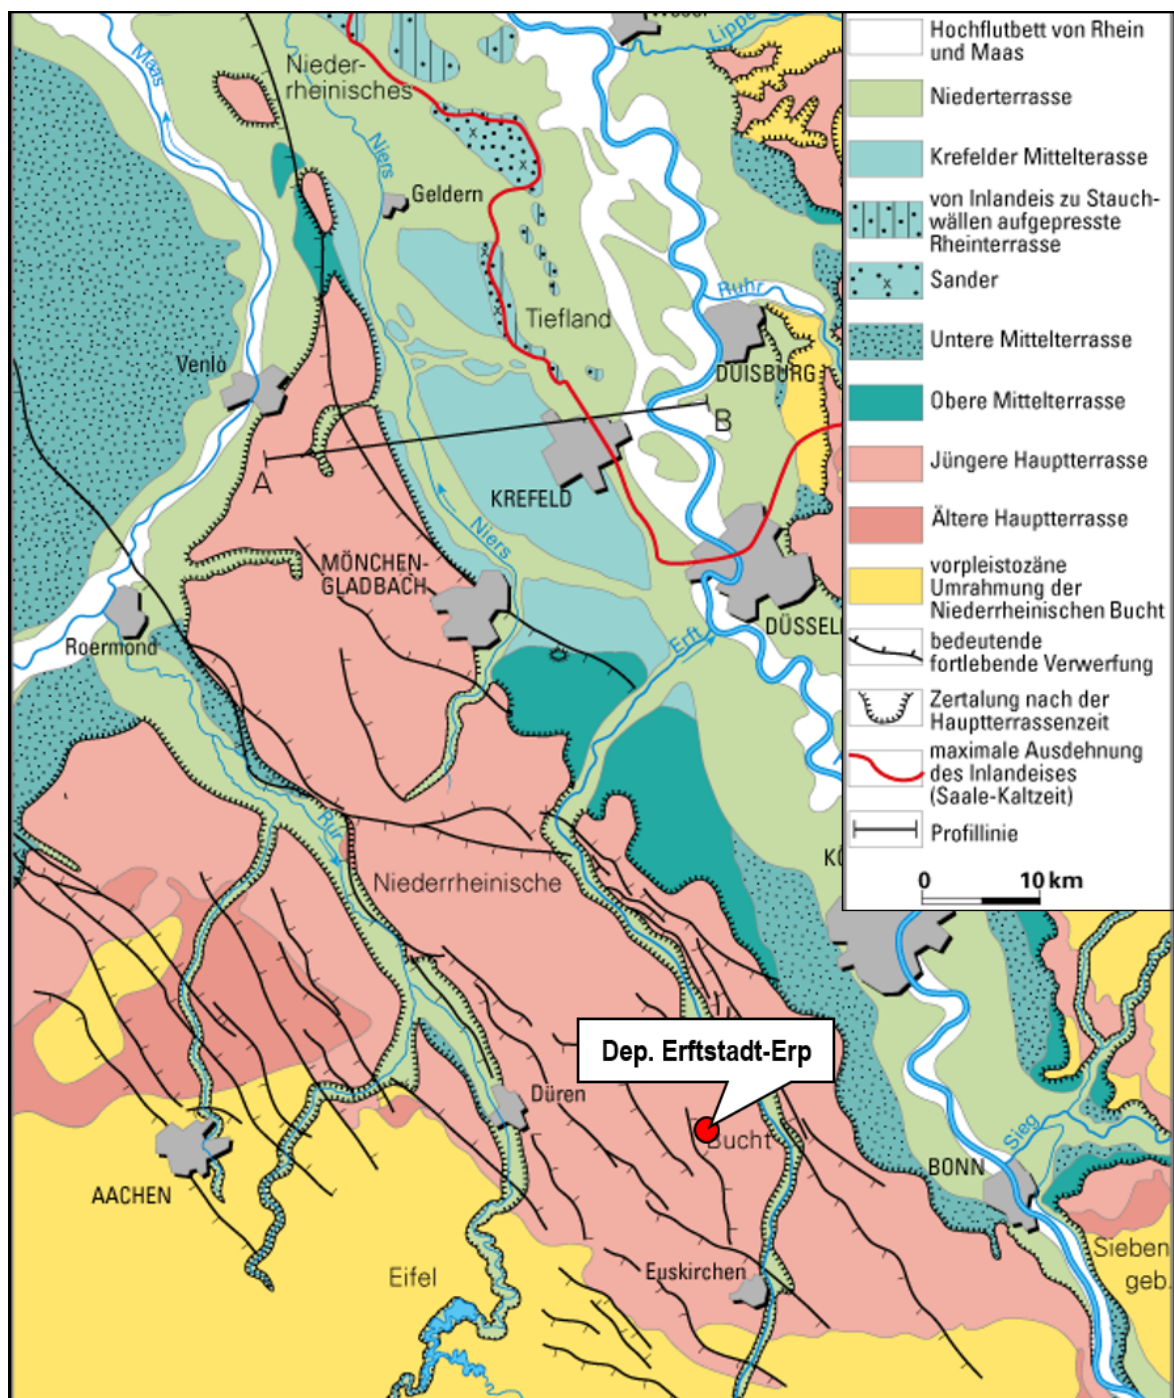 Maas
Nieder-
rheinisches
Niers
Geldern
Lippe
Ruhr
Tiefland
Venlo
DUISBURG
A
B
KREFELD
Niers
MÖNCHEN-
GLADBACH
Roermond
DÜSSEL
Erft
Rur
Niederrheinische
KÖ
Dep. Erftstadt-Erp
Düren
Bucht
Sieg
AACHEN
BONN
Eifel
Euskirchen
Sieben
geb.
Hochflutbett von Rhein
und Maas
Niederterrasse
Krefelder Mittelterasse
von Inlandeis zu Stauch-
wällen aufgepresste
Rheinterrasse
x
Sander
Untere Mittelterrasse
Obere Mittelterrasse
Jüngere Hauptterrasse
Ältere Hauptterrasse
vorpleistozäne
Umrahmung der
Niederrheinischen Bucht
bedeutende
fortlebende Verwerfung
Zertalung nach der
Hauptterrassenzeit
maximale Ausdehnung
des Inlandeises
(Saale-Kaltzeit)
Profillinie
0 10 km